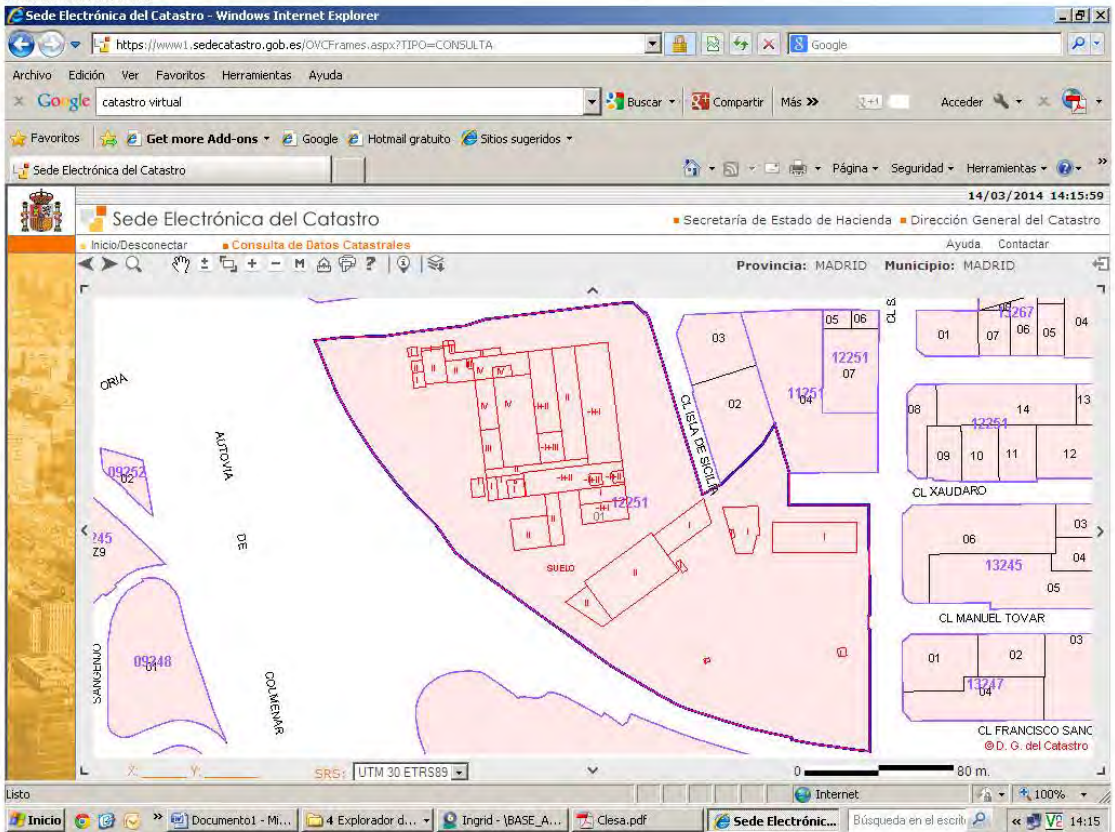 Sede Electrónica del Catastro - Windows Internet Explorer
https://www1.sedecatastro.gob.es/OVCFrames.aspx?TIPO=CONSULTA
Google
Archivo Edición Ver Favoritos Herramientas Ayuda
Google catastro virtual Buscar Compartir Más » Acceder
Favoritos Get more Add-ons Google Hotmail gratuito Sitios sugeridos
Sede Electrónica del Catastro Página Seguridad Herramientas »
14/03/2014 14:15:59
Sede Electrónica del Catastro Secretaría de Estado de Hacienda Dirección General del Catastro
Inicio/Desconectar Consulta de Datos Catastrales Ayuda Contactar
Provincia: MADRID Municipio: MADRID
ORIA
AUTOVIA
DE
COLMENAR
SANGENJO
09252
02
245
Z9
09248
01
SUELO
12251
01
CL ISLA DE SICILIA
03
02
11251
04
05 06
12251
07
CL S
13267
01 07 06 05 04
08 14 13
12251
09 10 11 12
CL XAUDARO
06 03
13245 04
05
CL MANUEL TOVAR
01 02 03
13247
04
CL FRANCISCO SANC
© D. G. del Catastro
X: Y: SRS: UTM 30 ETRS89 0 80 m.
Listo Internet 100%
Inicio » Documento1 - Mi... 4 Explorador d... Ingrid - \BASE_A... Clesa.pdf Sede Electrónic... Búsqueda en el escrit « 14:15